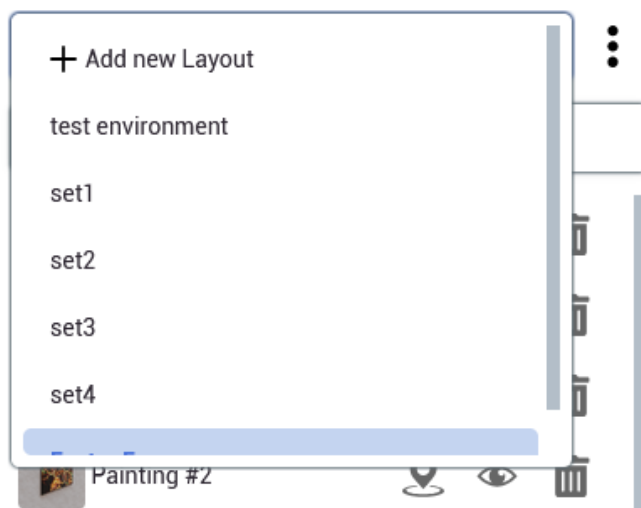 Add new Layout
test environment
set1
set2
set3
set4
Painting #2